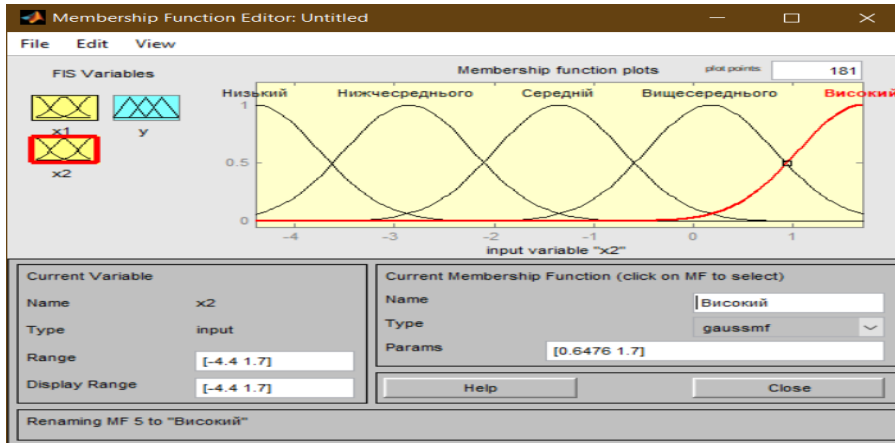 Membership Function Editor: Untitled
File Edit View
FIS Variables
x1
y
x2
Membership function plots
plot points:
181
Низький Нижчесреднього Середній Вищесереднього Високий
1
0.5
0
-4 -3 -2 -1 0 1
input variable "x2"
Current Variable
Name x2
Type input
Range [-4.4 1.7]
Display Range [-4.4 1.7]
Current Membership Function (click on MF to select)
Name Високий
Type gaussmf
Params [0.6476 1.7]
Help Close
Renaming MF 5 to "Високий"